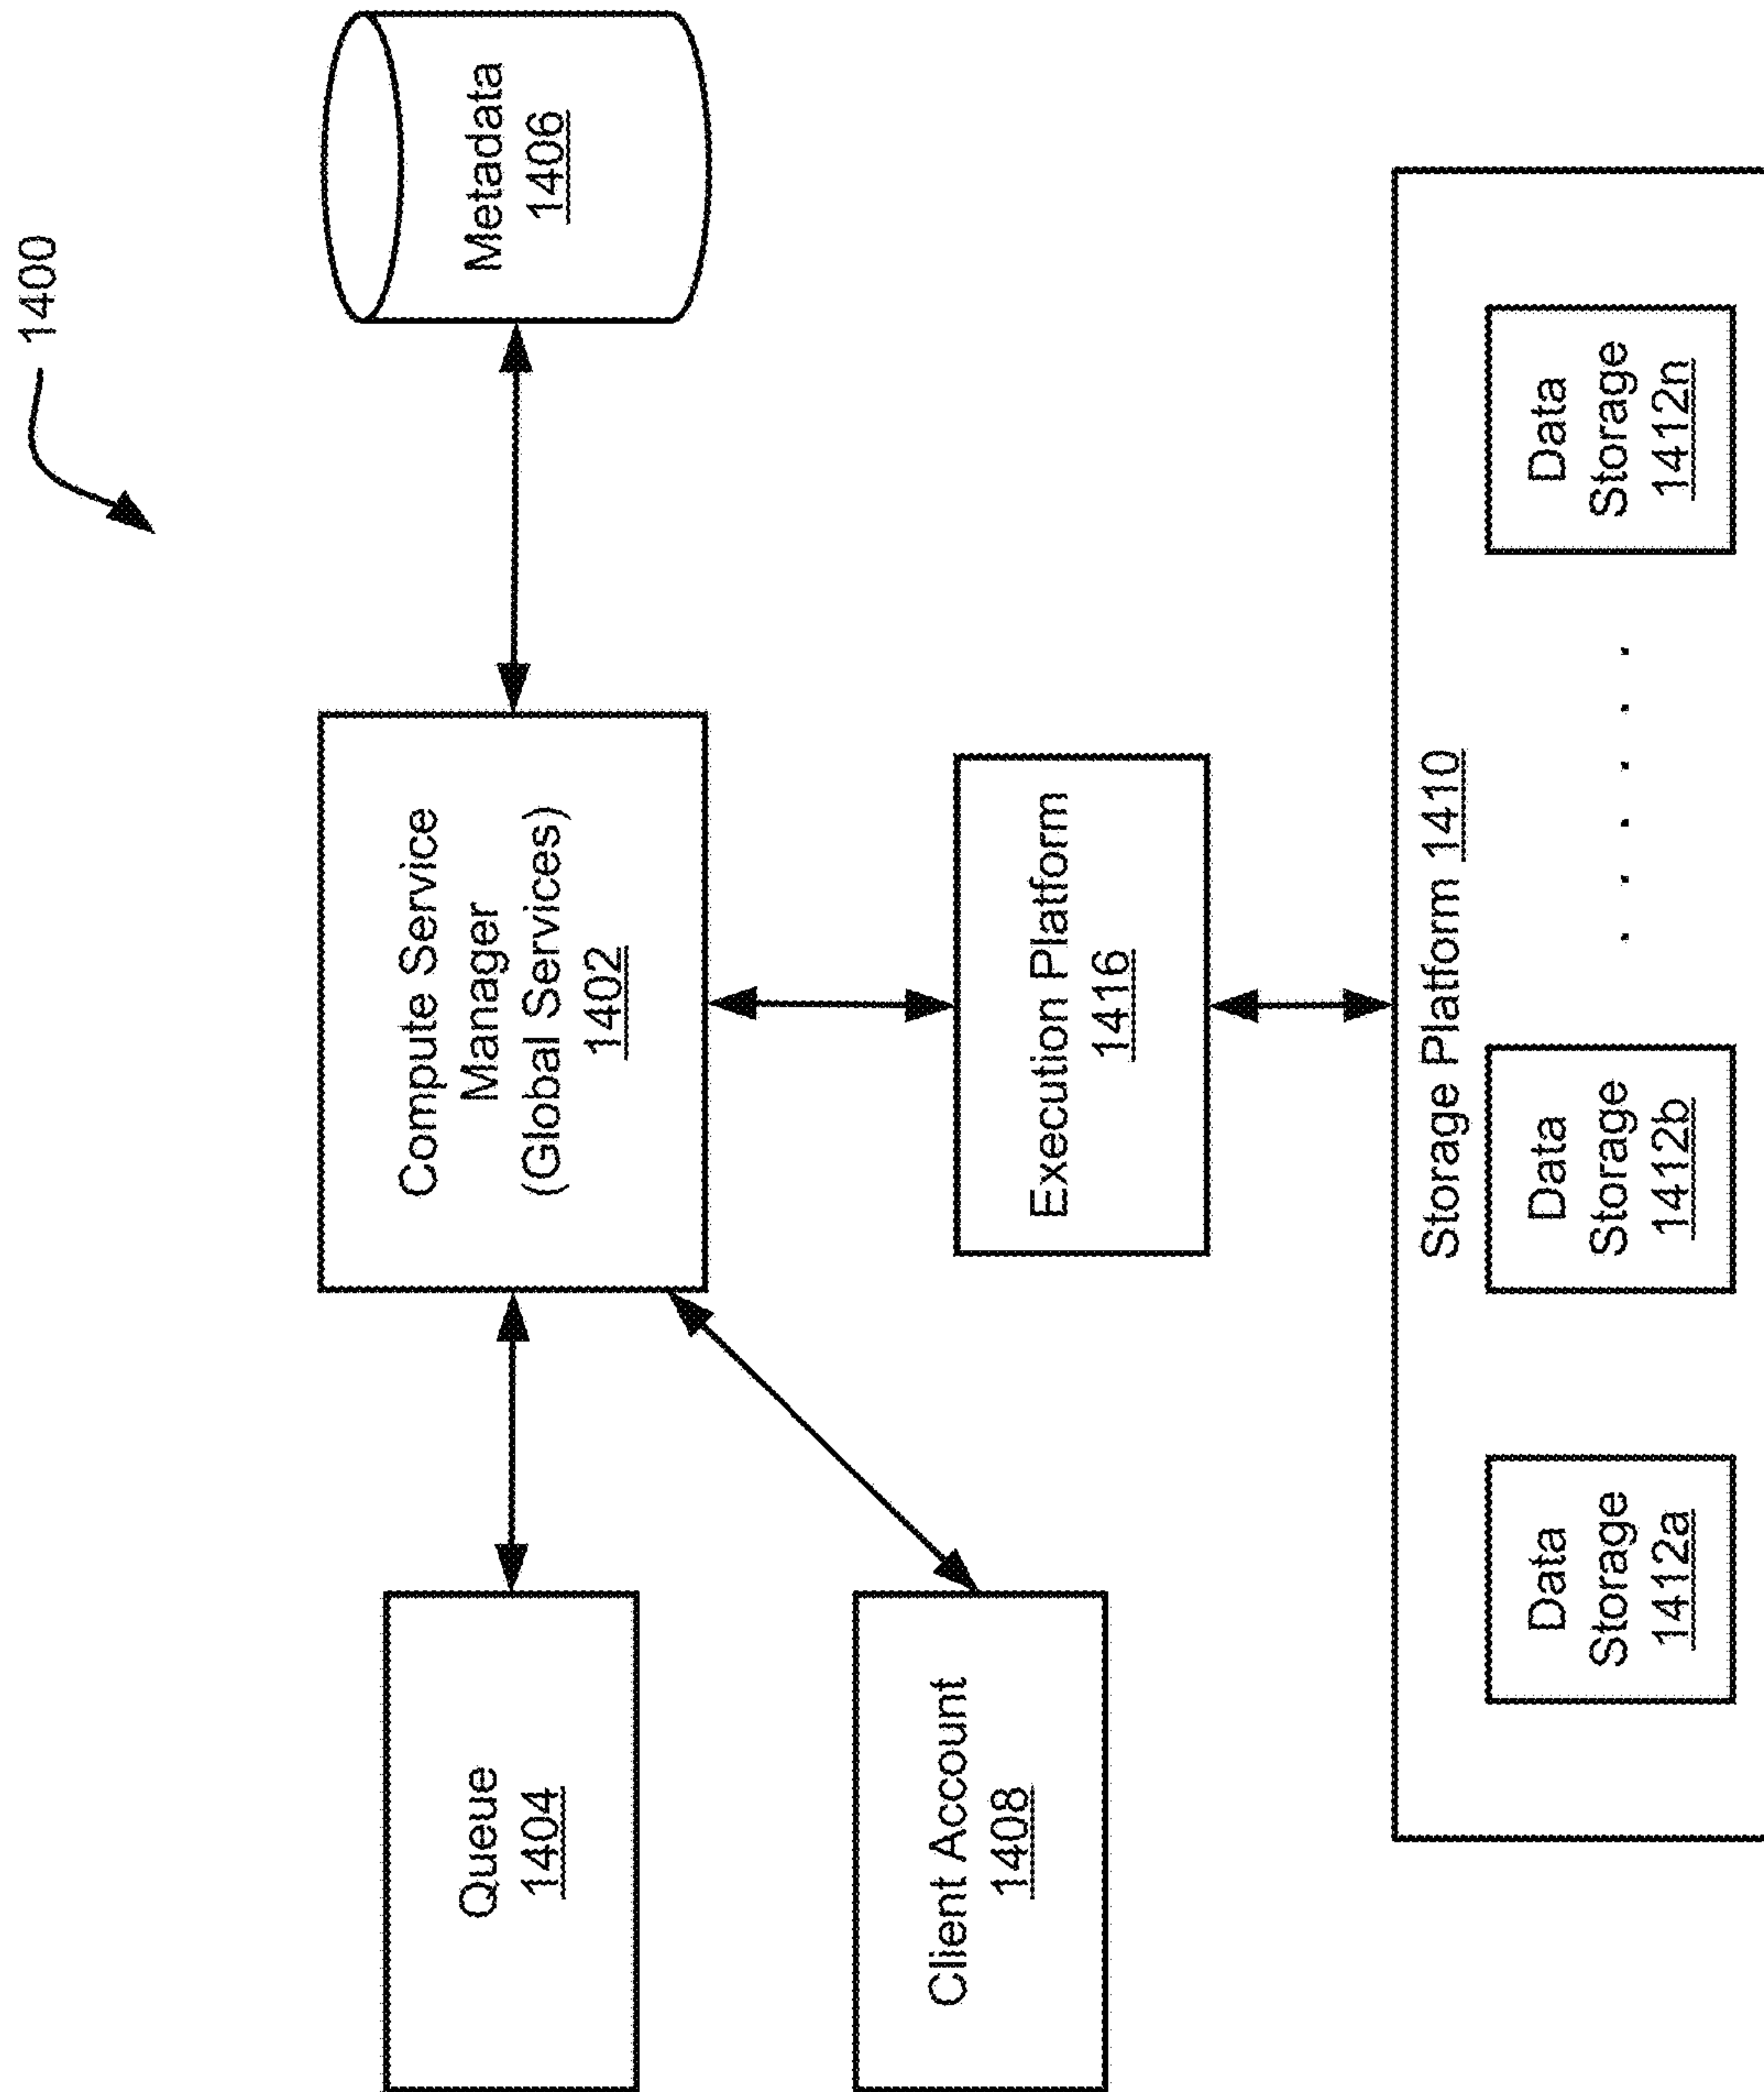 1400
Queue
1404
Compute Service
Manager
(Global Services)
1402
Metadata
1406
Client Account
1408
Execution Platform
1416
Storage Platform 1410
Data
Storage
1412a
Data
Storage
1412b
. . . . . .
Data
Storage
1412n